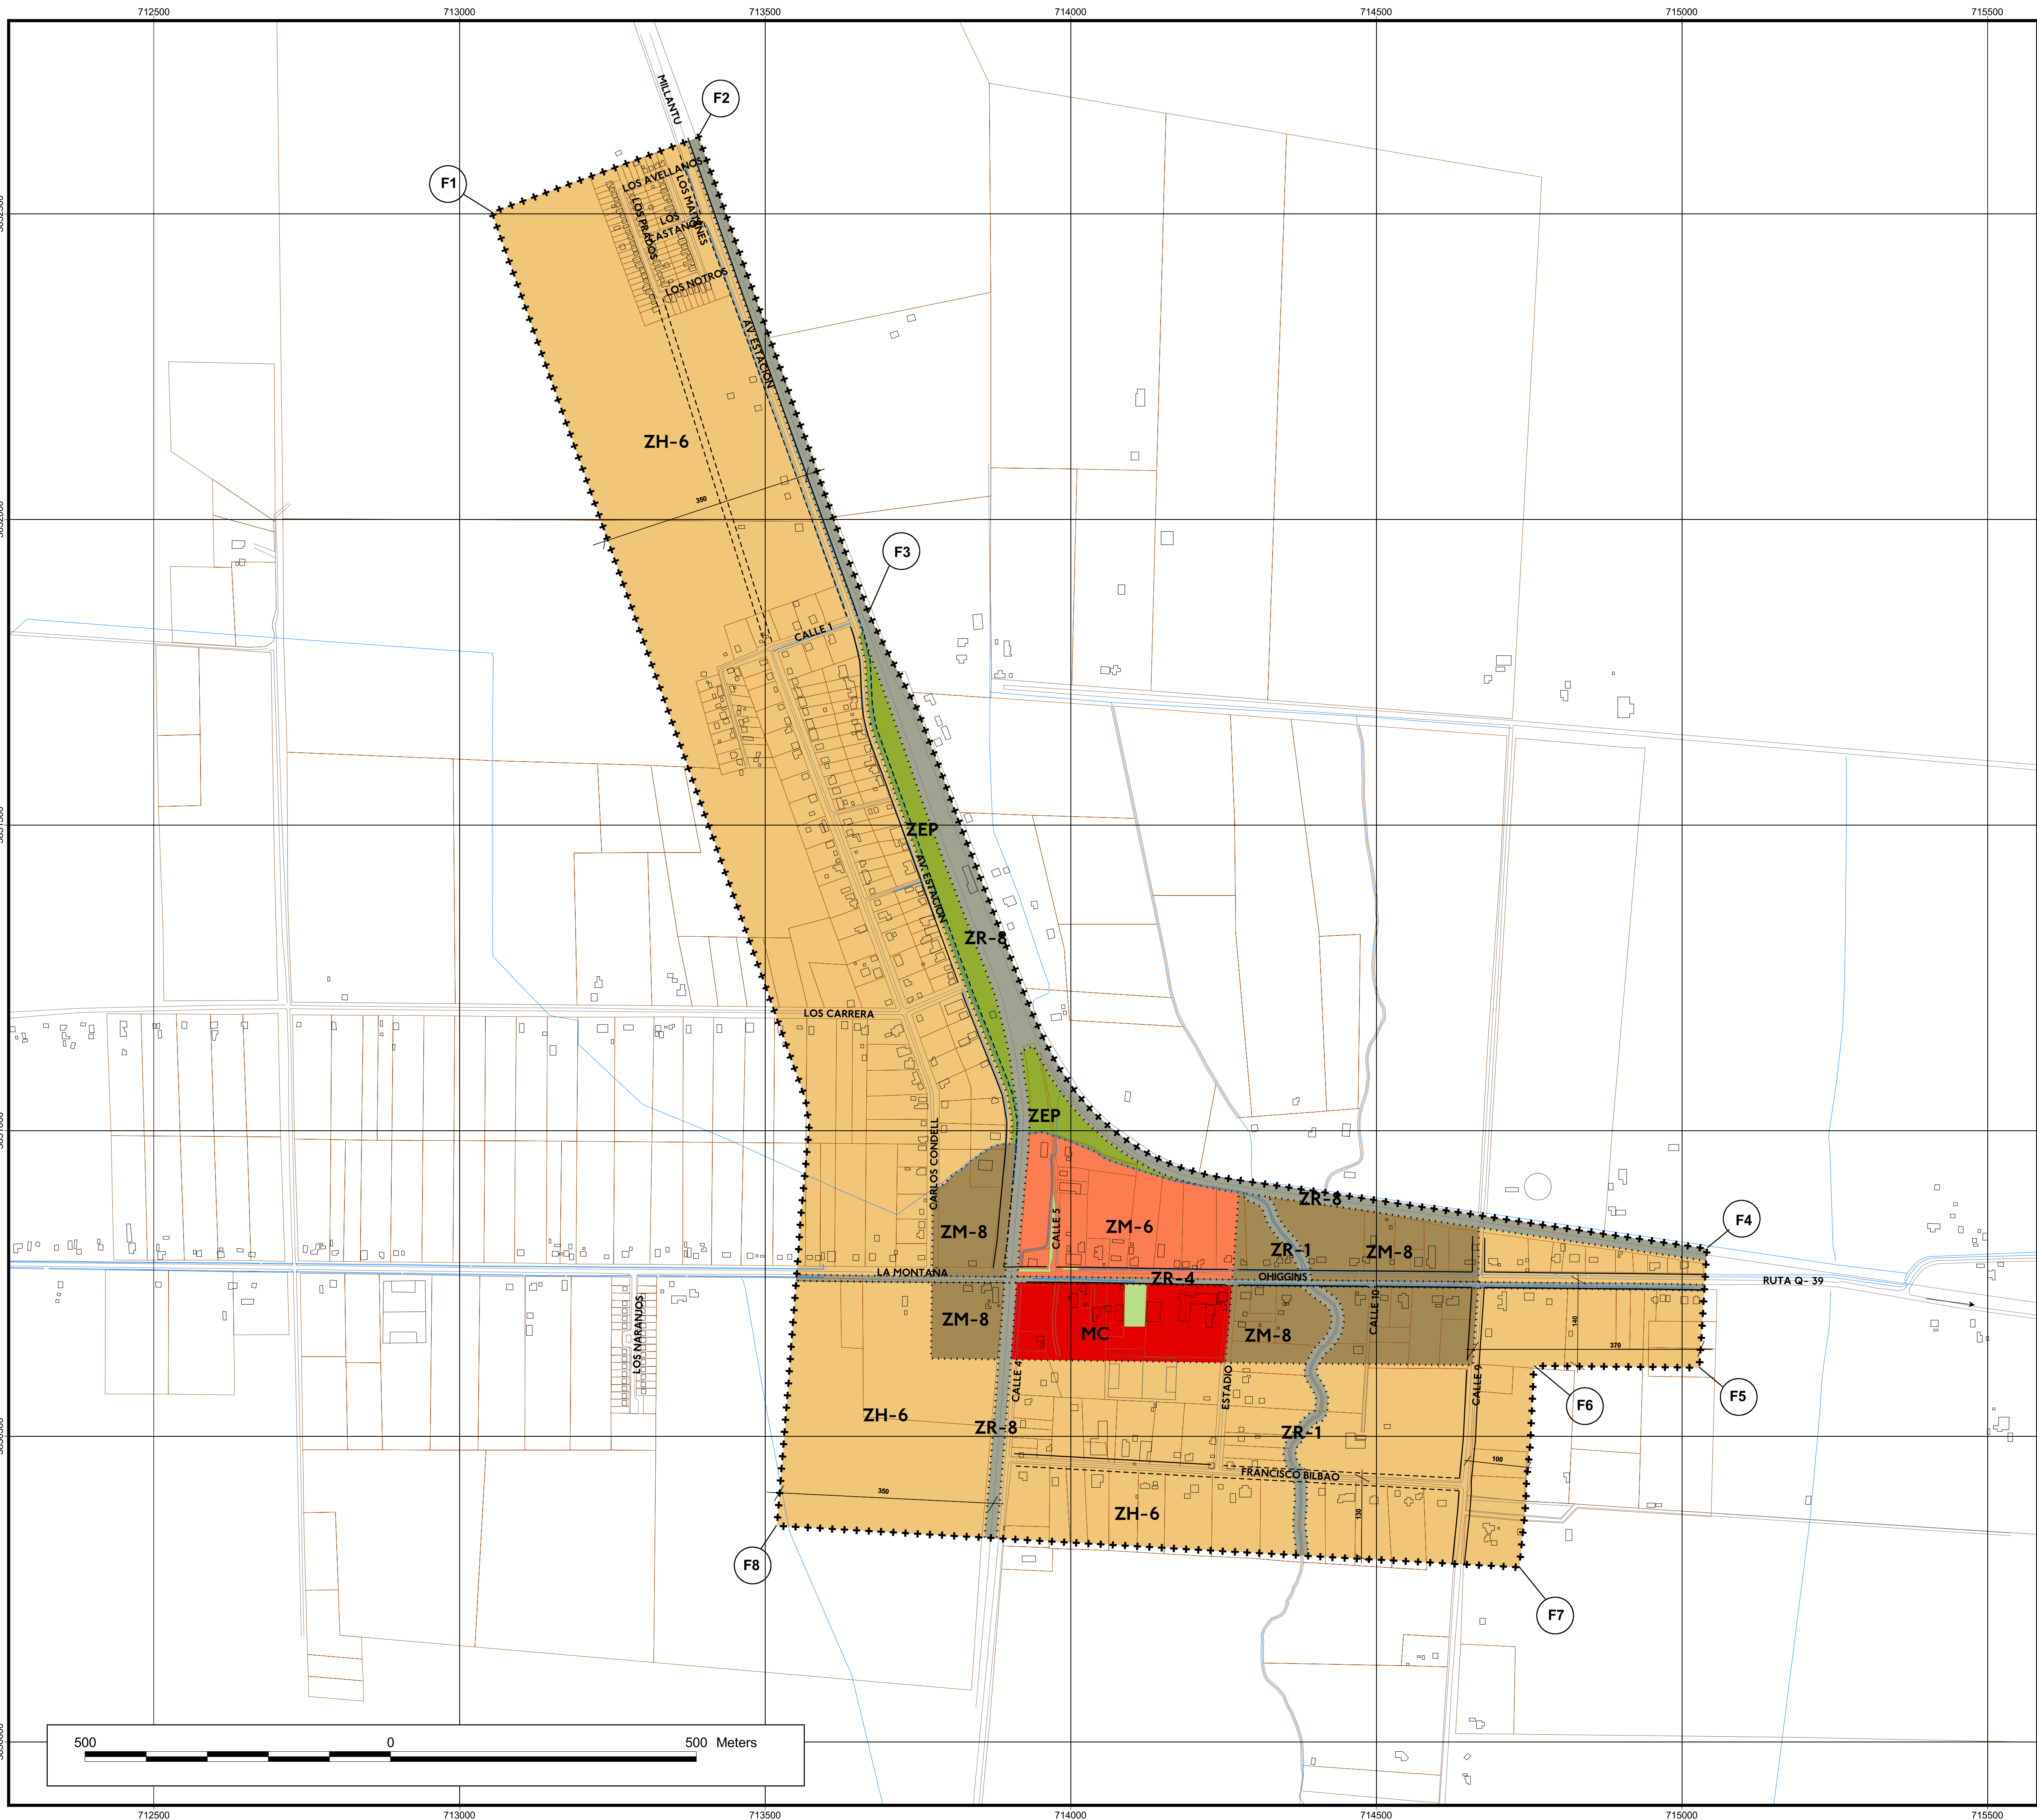 712500 713000 713500 714000 714500 715000 715500
MILLANTU
F2
F1
LOS AVELLANOS
LOS MAITENES
LOS PRADOS
LOS CASTAÑOS
LOS NOTROS
AV. ESTACION
ZH-6
350
F3
CALLE 1
ZEP
AV. ESTACION
ZR-8
LOS CARRERA
ZEP
CARLOS CONDELL
ZR-8
F4
CALLE 5
ZM-8
ZM-6
ZR-1
ZM-8
LA MONTAÑA
ZR-4
OHIGGINS
RUTA Q- 39
LOS NARANJOS
ZM-8
MC
ZM-8
CALLE 10
140
370
CALLE 4
ESTADIO
CALLE 9
F5
F6
ZH-6
ZR-8
ZR-1
FRANCISCO BILBAO
100
350
ZH-6
130
F8
F7
500 0 500 Meters
712500 713000 713500 714000 714500 715000 715500